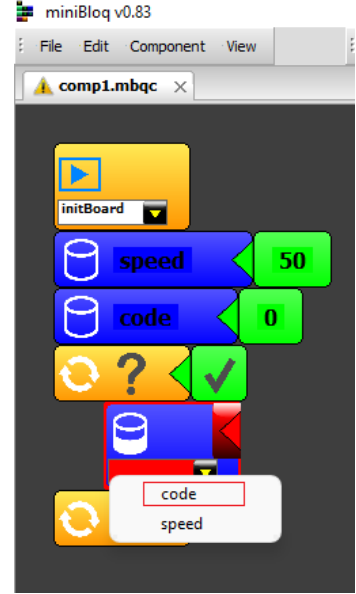 miniBloq v0.83
File Edit Component View
comp1.mbqc
initBoard
speed 50
code 0
?
code
speed